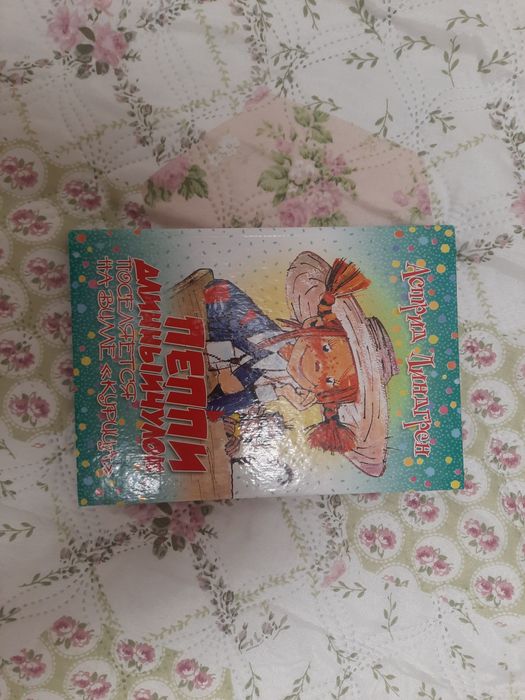 Астрид Линдгрен
ПЕППИ
ДЛИННЫЙЧУЛОК
ПОСЕЛЯЕТСЯ
НА ВИЛЛЕ «КУРИЦА»